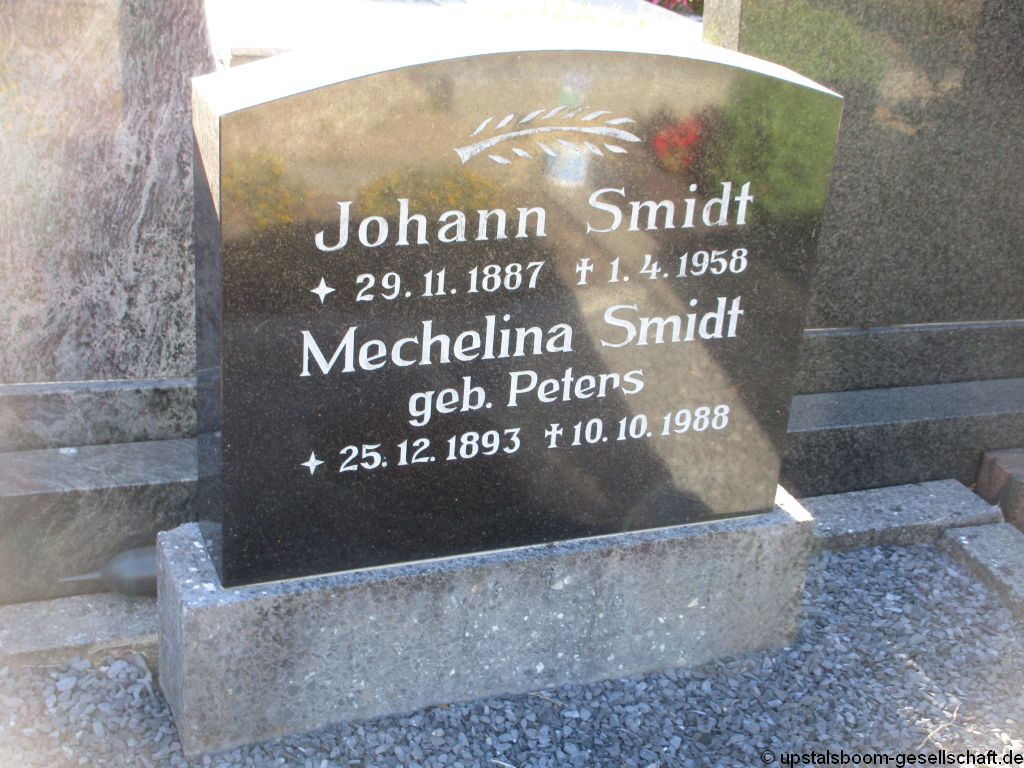 Johann Smidt
✦ 29.11.1887 ✝ 1.4.1958
Mechelina Smidt
geb. Peters
✦ 25.12.1893 ✝ 10.10.1988
© upstalsboom-gesellschaft.de